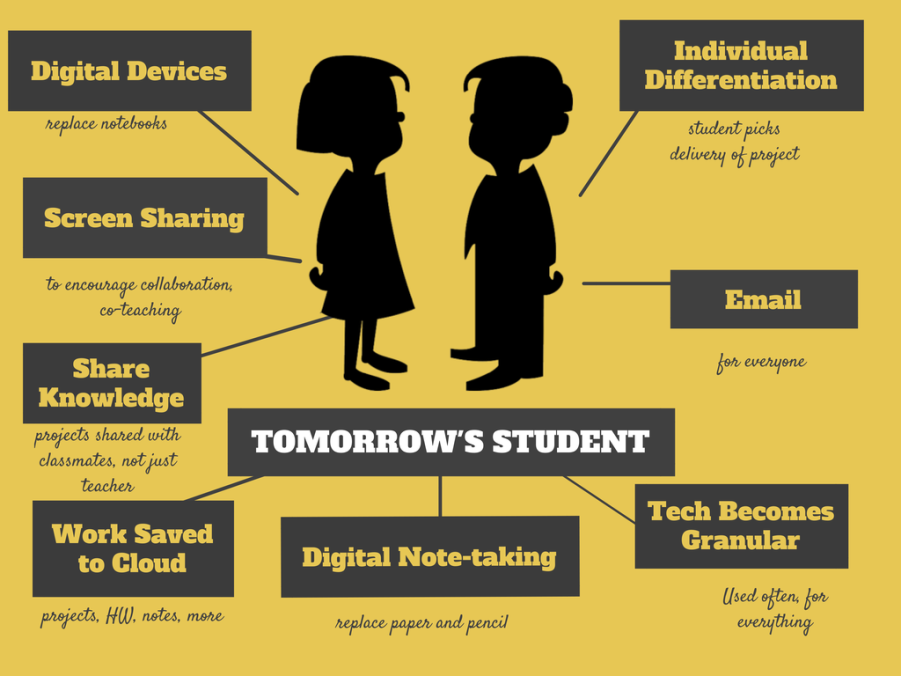 Digital Devices
replace notebooks
Screen Sharing
to encourage collaboration,
co-teaching
Share
Knowledge
projects shared with
classmates, not just
teacher
Work Saved
to Cloud
projects, HW, notes, more
TOMORROW'S STUDENT
Digital Note-taking
replace paper and pencil
Individual
Differentiation
student picks
delivery of project
Email
for everyone
Tech Becomes
Granular
Used often, for
everything